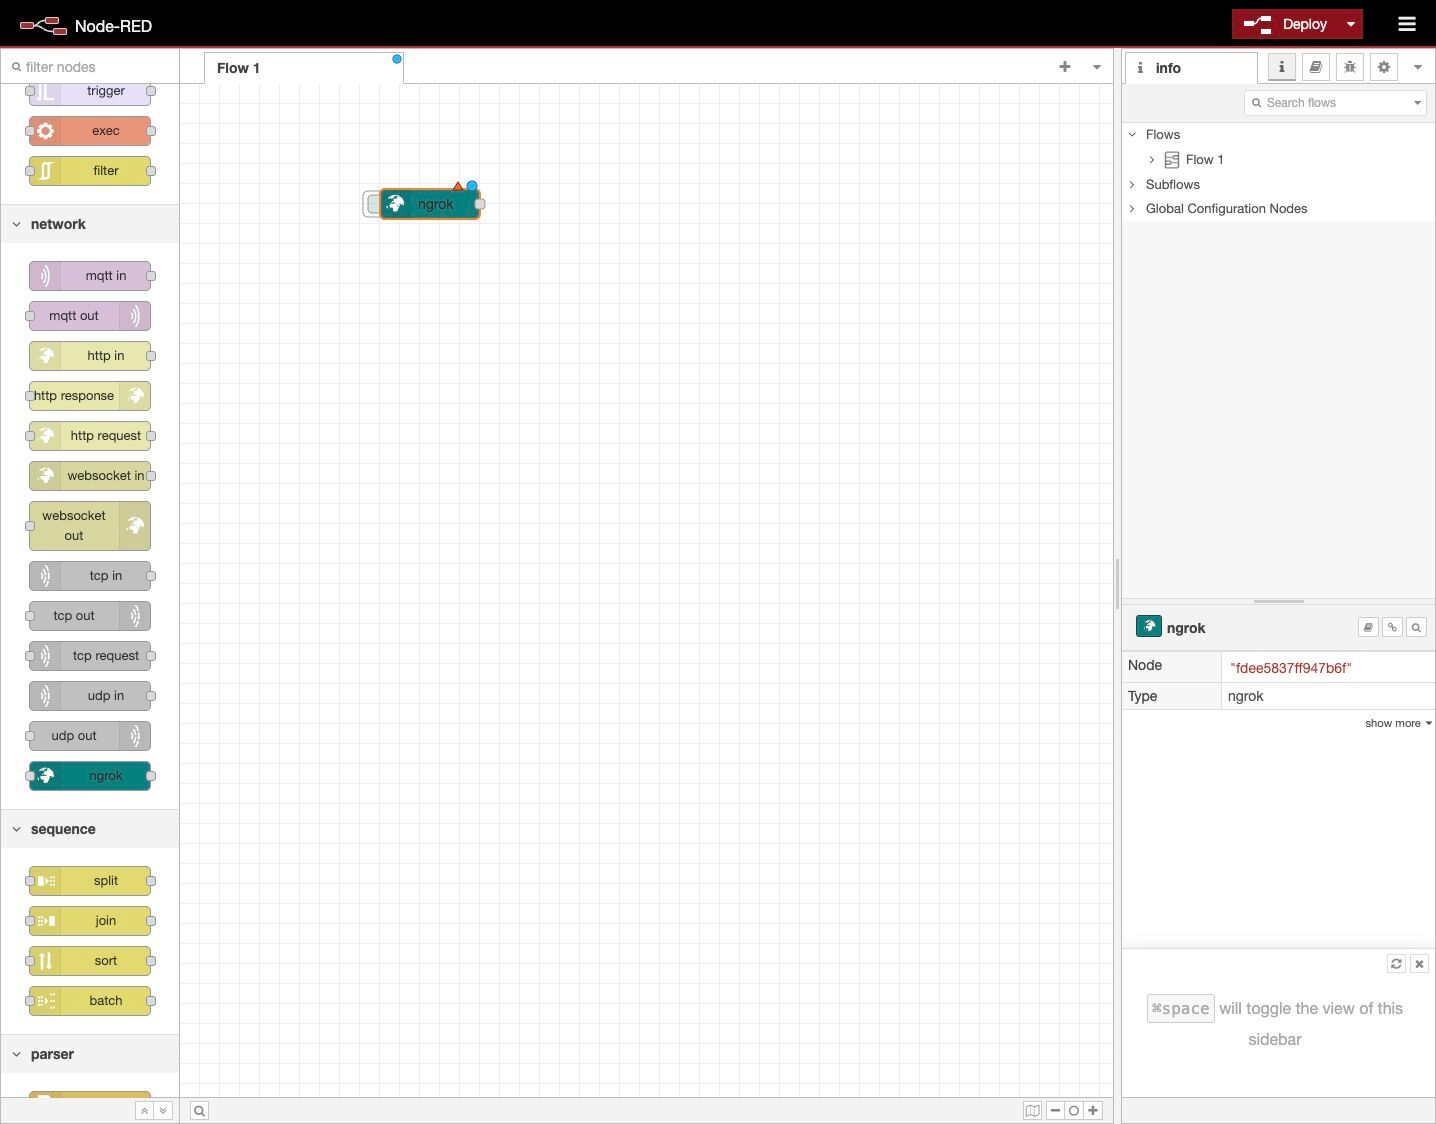 Node-RED
Deploy
filter nodes
trigger
exec
filter
network
mqtt in
mqtt out
http in
http response
http request
websocket in
websocket
out
tcp in
tcp out
tcp request
udp in
udp out
ngrok
sequence
split
join
sort
batch
parser
Flow 1
ngrok
i info
i
Search flows
Flows
Flow 1
Subflows
Global Configuration Nodes
ngrok
Node "fdee5837ff947b6f"
Type ngrok
show more
⌘space will toggle the view of this
sidebar